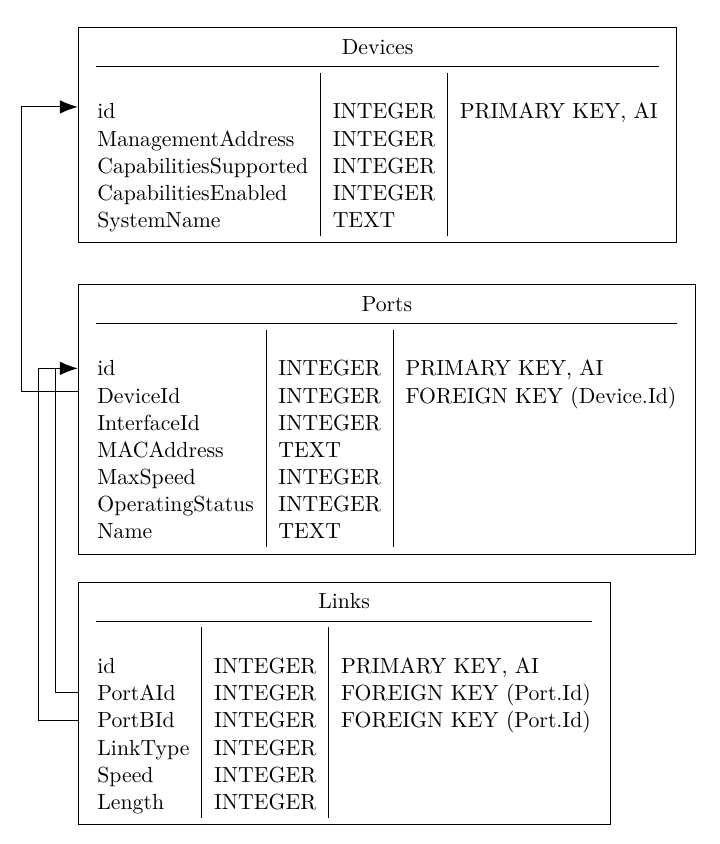 Devices
id INTEGER PRIMARY KEY, AI
ManagementAddress INTEGER
CapabilitiesSupported INTEGER
CapabilitiesEnabled INTEGER
SystemName TEXT
Ports
id INTEGER PRIMARY KEY, AI
DeviceId INTEGER FOREIGN KEY (Device.Id)
InterfaceId INTEGER
MACAddress TEXT
MaxSpeed INTEGER
OperatingStatus INTEGER
Name TEXT
Links
id INTEGER PRIMARY KEY, AI
PortAId INTEGER FOREIGN KEY (Port.Id)
PortBId INTEGER FOREIGN KEY (Port.Id)
LinkType INTEGER
Speed INTEGER
Length INTEGER